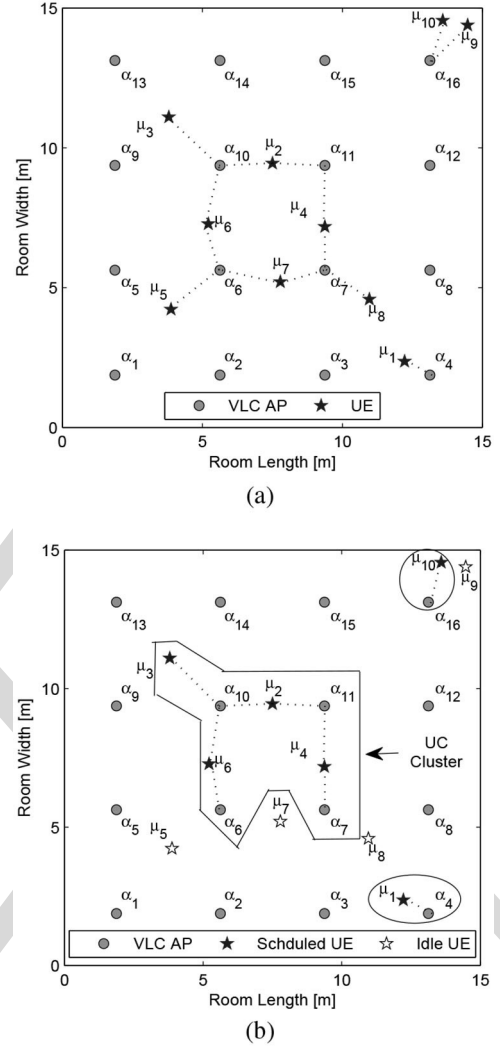 15
μ10
μ9
α13
α14
α15
α16
μ3
10
μ2
α9
α10
α11
α12
μ4
μ6
μ7
μ5
α5
α6
α7
α8
5
μ8
μ1
α1
α2
α3
α4
VLC AP
UE
0
0
5
10
15
Room Width [m]
Room Length [m]
(a)
15
μ10
μ9
α13
α14
α15
α16
μ3
10
μ2
α9
α10
α11
α12
μ4
UC
Cluster
μ6
μ7
μ5
α5
α6
α7
α8
5
μ8
μ1
α1
α2
α3
α4
VLC AP
Schduled UE
Idle UE
0
0
5
10
15
Room Width [m]
Room Length [m]
(b)